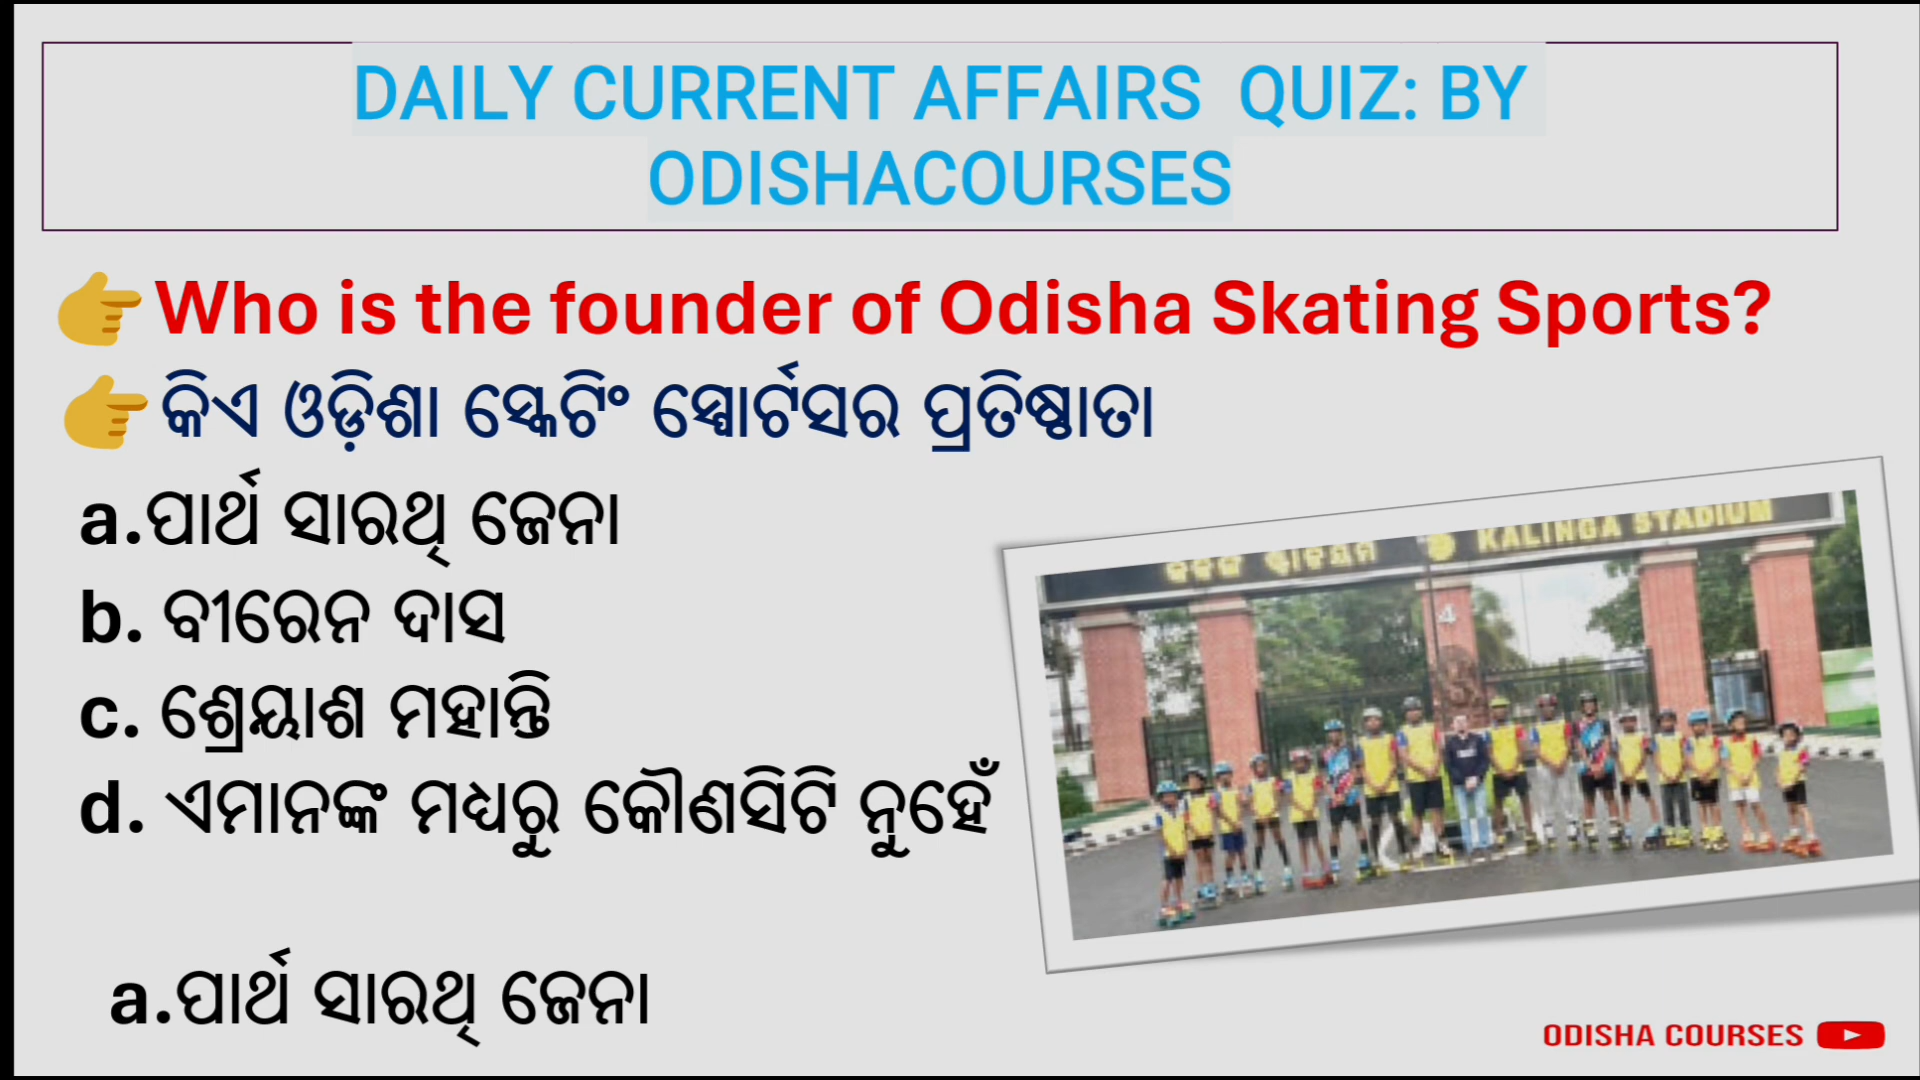 DAILY CURRENT AFFAIRS QUIZ: BY
ODISHACOURSES
👉Who is the founder of Odisha Skating Sports?
👉କିଏ ଓଡ଼ିଶା ସ୍କେଟିଂ ସ୍ପୋର୍ଟସର ପ୍ରତିଷ୍ଠାତା
a.ପାର୍ଥ ସାରଥି ଜେନା
b. ବୀରେନ ଦାସ
c. ଶ୍ରେୟାଶ ମହାନ୍ତି
d. ଏମାନଙ୍କ ମଧ୍ୟରୁ କୌଣସିଟି ନୁହେଁ
KALINGA STADIUM
4
a.ପାର୍ଥ ସାରଥି ଜେନା
ODISHA COURSES